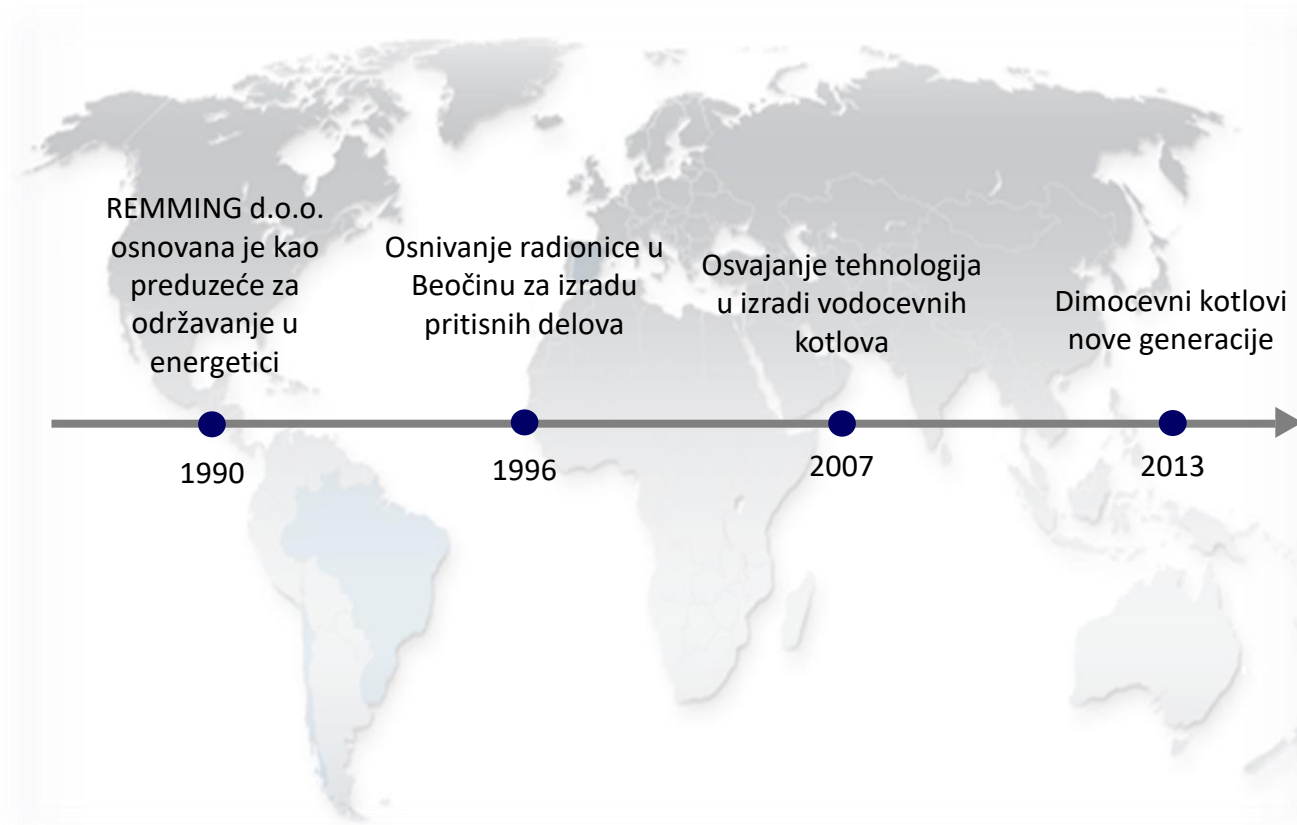 REMMING d.o.o.
osnovana je kao
preduzeće za
održavanje u
energetici
Osnivanje radionice u
Beočinu za izradu
pritisnih delova
Osvajanje tehnologija
u izradi vodocevnih
kotlova
Dimocevni kotlovi
nove generacije
1990
1996
2007
2013